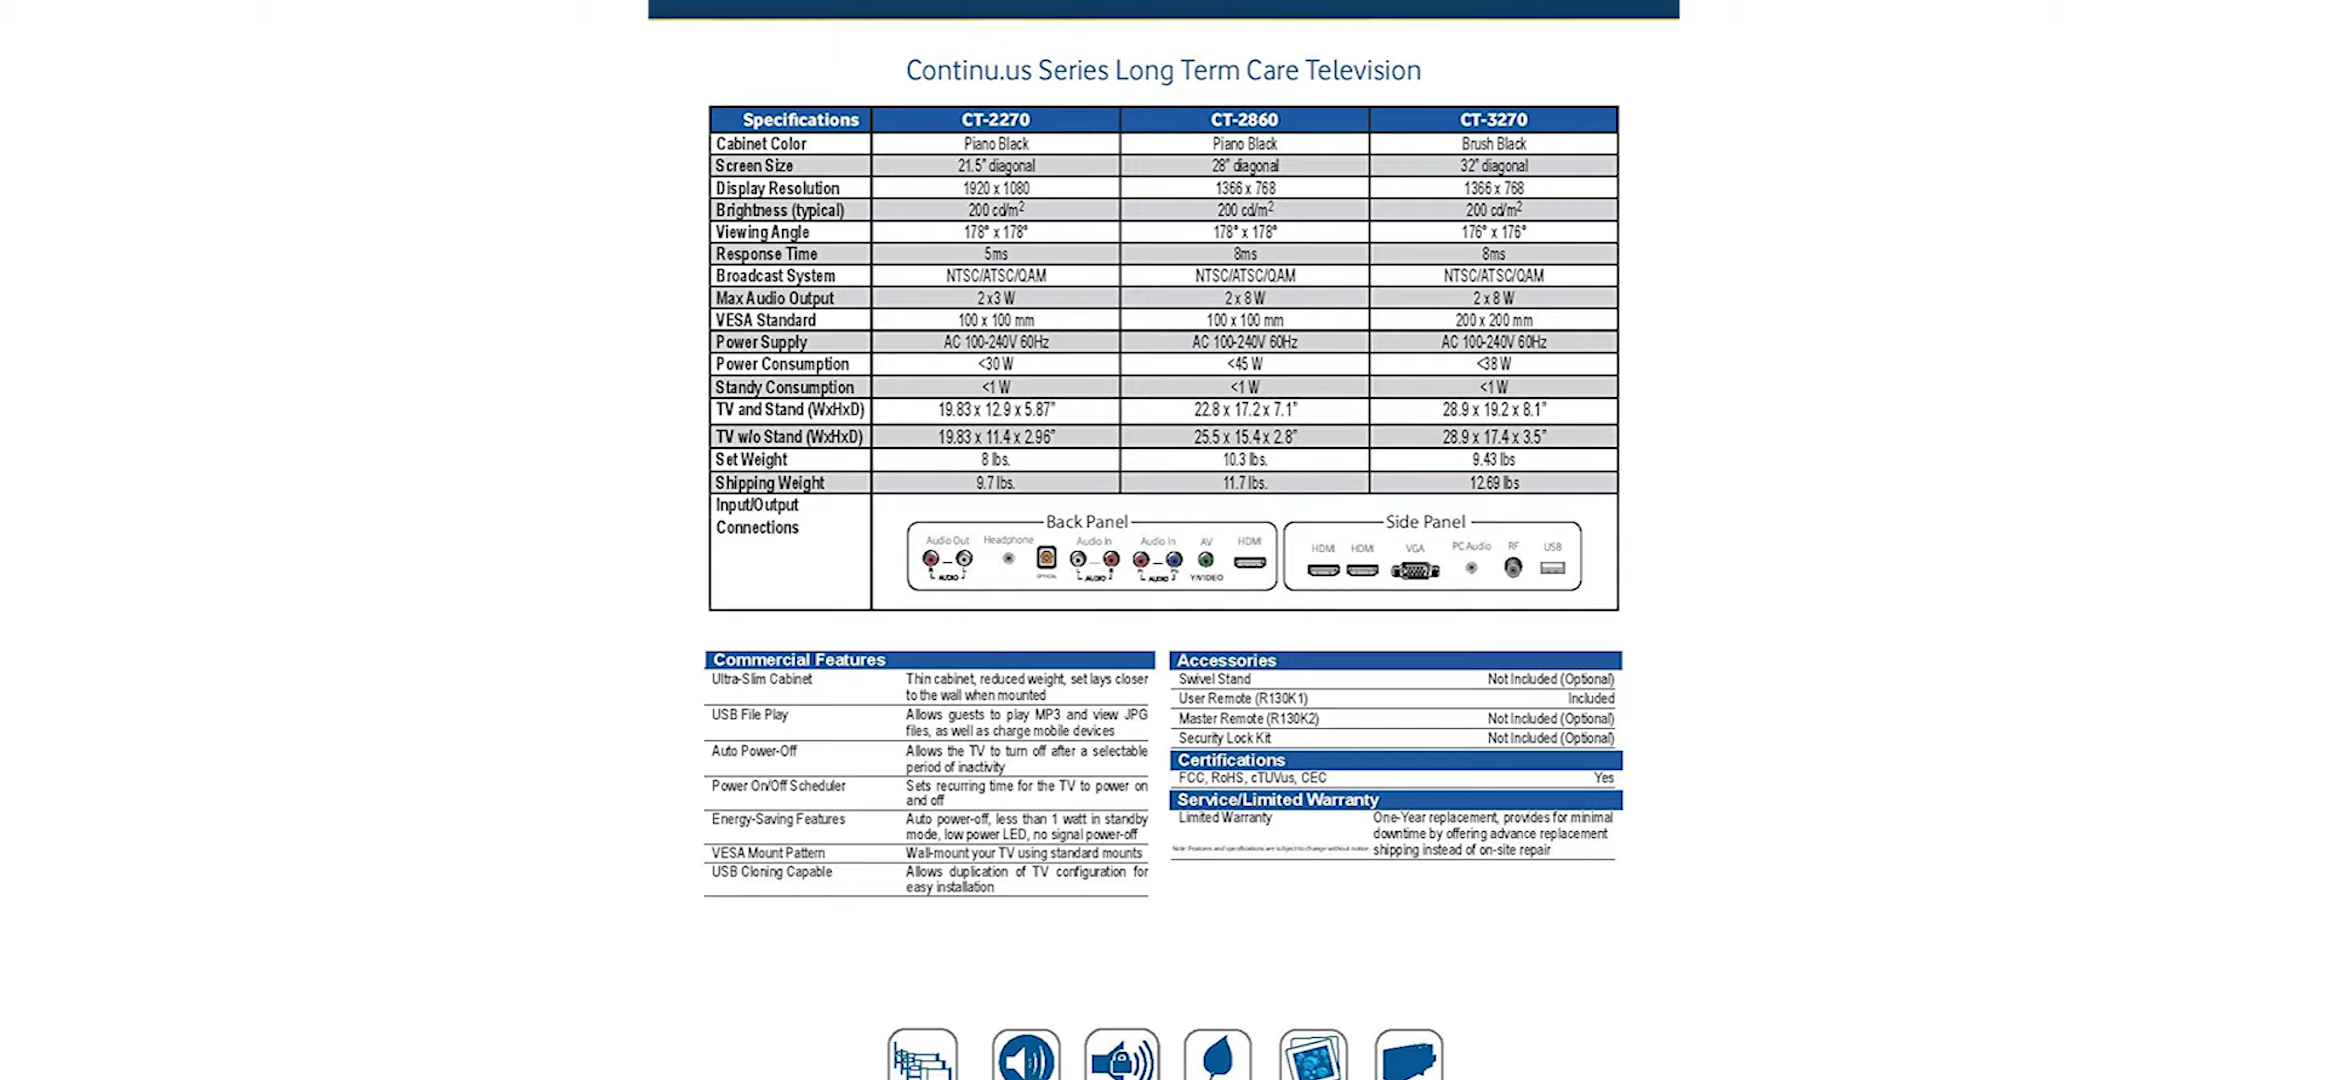 Continu.us Series Long Term Care Television
Specifications CT-2270 CT-2860 CT-3270
Cabinet Color Piano Black Piano Black Brush Black
Screen Size 21.5" diagonal 28" diagonal 32" diagonal
Display Resolution 1920 x 1080 1366 x 768 1366 x 768
Brightness (typical) 200 cd/m2 200 cd/m2 200 cd/m2
Viewing Angle 178° x 178° 178° x 178° 176° x 176°
Response Time 5ms 8ms 8ms
Broadcast System NTSC/ATSC/QAM NTSC/ATSC/QAM NTSC/ATSC/QAM
Max Audio Output 2 x3 W 2 x 8 W 2 x 8 W
VESA Standard 100 x 100 mm 100 x 100 mm 200 x 200 mm
Power Supply AC 100-240V 60Hz AC 100-240V 60Hz AC 100-240V 60Hz
Power Consumption <30 W <45 W <38 W
Standy Consumption <1 W <1 W <1 W
TV and Stand (WxHxD) 19.83 x 12.9 x 5.87" 22.8 x 17.2 x 7.1" 28.9 x 19.2 x 8.1"
TV w/o Stand (WxHxD) 19.83 x 11.4 x 2.96" 25.5 x 15.4 x 2.8" 28.9 x 17.4 x 3.5"
Set Weight 8 lbs. 10.3 lbs. 9.43 lbs
Shipping Weight 9.7 lbs. 11.7 lbs. 12.69 lbs
Input/Output
Connections
Back Panel
Audio Out Headphone Audio In Audio In AV HDMI
AUDIO OPTICAL AUDIO AUDIO Y/VIDEO
Side Panel
HDMI HDMI VGA PC Audio RF USB
Commercial Features
Ultra-Slim Cabinet Thin cabinet, reduced weight, set lays closer
to the wall when mounted
USB File Play Allows guests to play MP3 and view JPG
files, as well as charge mobile devices
Auto Power-Off Allows the TV to turn off after a selectable
period of inactivity
Power On/Off Scheduler Sets recurring time for the TV to power on
and off
Energy-Saving Features Auto power-off, less than 1 watt in standby
mode, low power LED, no signal power-off
VESA Mount Pattern Wall-mount your TV using standard mounts
USB Cloning Capable Allows duplication of TV configuration for
easy installation
Accessories
Swivel Stand Not Included (Optional)
User Remote (R130K1) Included
Master Remote (R130K2) Not Included (Optional)
Security Lock Kit Not Included (Optional)
Certifications
FCC, RoHS, cTUVus, CEC Yes
Service/Limited Warranty
Limited Warranty One-Year replacement, provides for minimal
downtime by offering advance replacement
shipping instead of on-site repair
Note: Features and specifications are subject to change without notice.